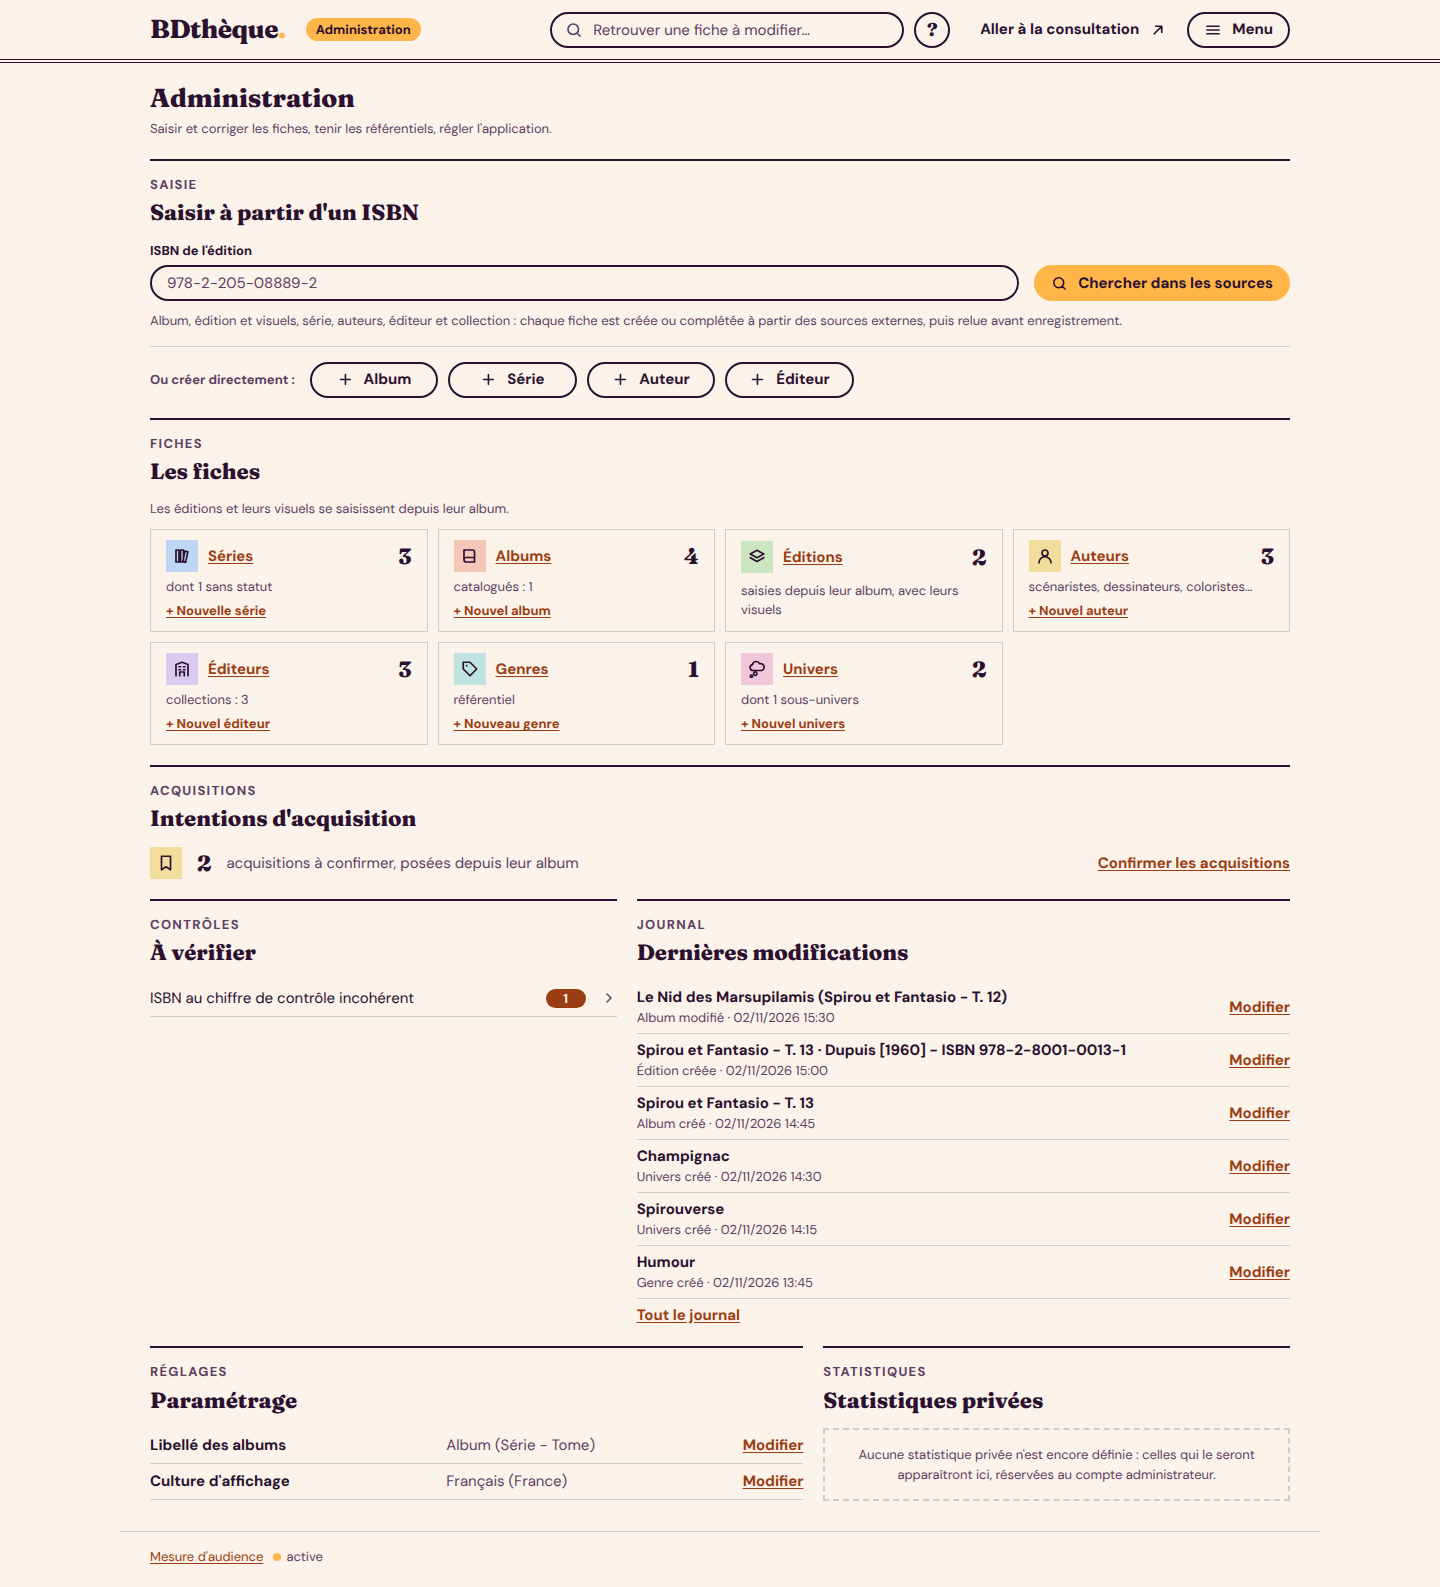 BDthèque.
Administration
Retrouver une fiche à modifier...
?
Aller à la consultation
Menu
Administration
Saisir et corriger les fiches, tenir les référentiels, régler l'application.
SAISIE
Saisir à partir d'un ISBN
ISBN de l'édition
978-2-205-08889-2
Chercher dans les sources
Album, édition et visuels, série, auteurs, éditeur et collection : chaque fiche est créée ou complétée à partir des sources externes, puis relue avant enregistrement.
Ou créer directement :
+ Album
+ Série
+ Auteur
+ Éditeur
FICHES
Les fiches
Les éditions et leurs visuels se saisissent depuis leur album.
Séries 3
dont 1 sans statut
+ Nouvelle série
Albums 4
catalogués : 1
+ Nouvel album
Éditions 2
saisies depuis leur album, avec leurs
visuels
Auteurs 3
scénaristes, dessinateurs, coloristes...
+ Nouvel auteur
Éditeurs 3
collections : 3
+ Nouvel éditeur
Genres 1
référentiel
+ Nouveau genre
Univers 2
dont 1 sous-univers
+ Nouvel univers
ACQUISITIONS
Intentions d'acquisition
2 acquisitions à confirmer, posées depuis leur album
Confirmer les acquisitions
CONTRÔLES
À vérifier
ISBN au chiffre de contrôle incohérent 1
JOURNAL
Dernières modifications
Le Nid des Marsupilamis (Spirou et Fantasio - T. 12)
Album modifié · 02/11/2026 15:30
Modifier
Spirou et Fantasio - T. 13 · Dupuis [1960] - ISBN 978-2-8001-0013-1
Édition créée · 02/11/2026 15:00
Modifier
Spirou et Fantasio - T. 13
Album créé · 02/11/2026 14:45
Modifier
Champignac
Univers créé · 02/11/2026 14:30
Modifier
Spirouverse
Univers créé · 02/11/2026 14:15
Modifier
Humour
Genre créé · 02/11/2026 13:45
Modifier
Tout le journal
RÉGLAGES
Paramétrage
Libellé des albums Album (Série - Tome) Modifier
Culture d'affichage Français (France) Modifier
STATISTIQUES
Statistiques privées
Aucune statistique privée n'est encore définie : celles qui le seront
apparaîtront ici, réservées au compte administrateur.
Mesure d'audience active